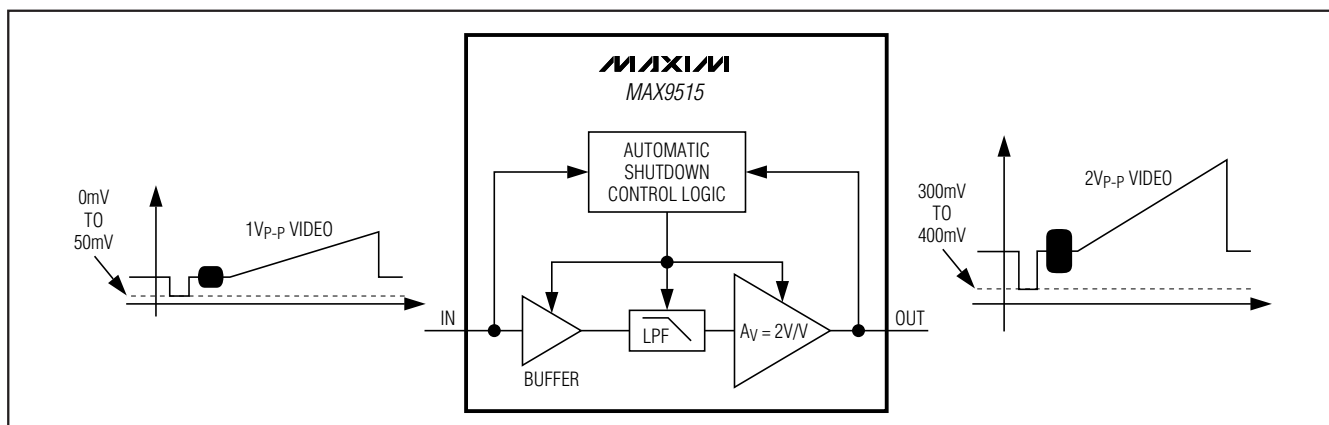 MAXIM
MAX9515
AUTOMATIC
SHUTDOWN
CONTROL LOGIC
0mV
TO
50mV
1VP-P VIDEO
IN
BUFFER
LPF
AV = 2V/V
OUT
300mV
TO
400mV
2VP-P VIDEO